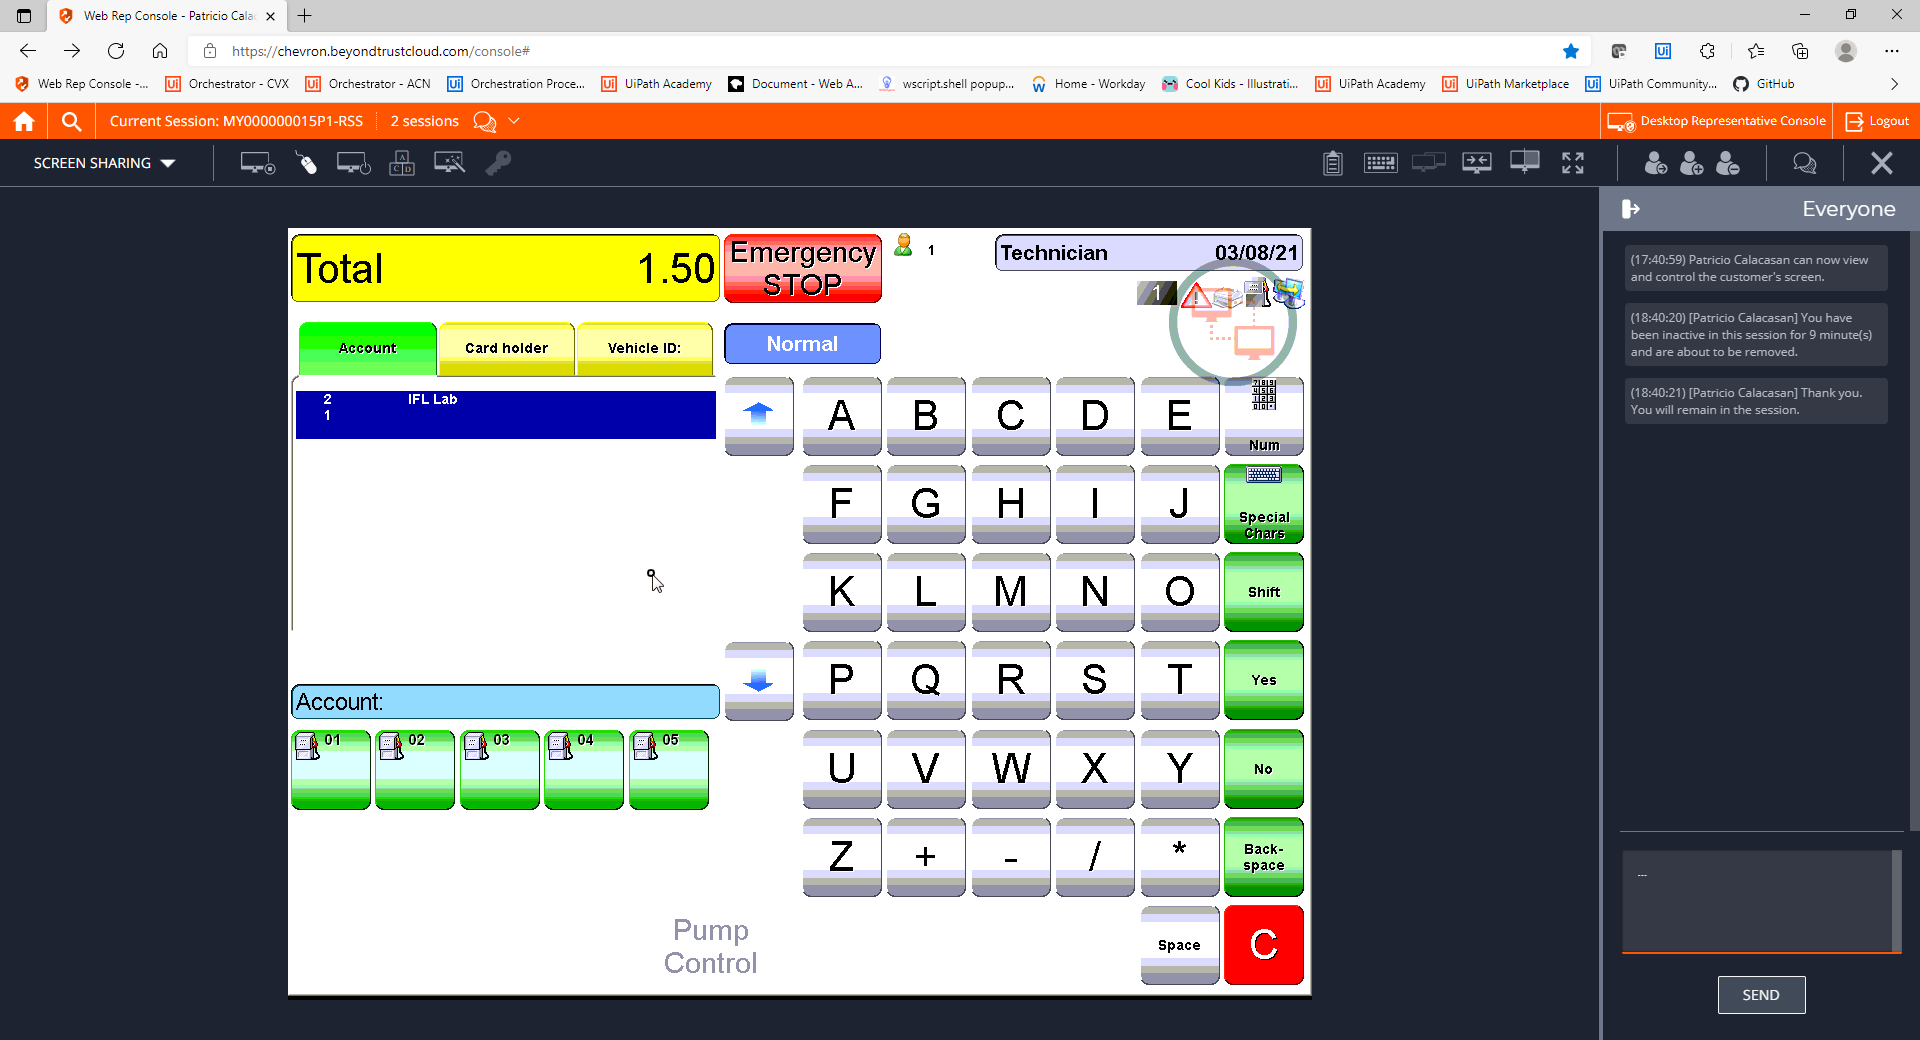 Web Rep Console - Patricio Cala
https://chevron.beyondtrustcloud.com/console#
Web Rep Console -...
Orchestrator - CVX
Orchestrator - ACN
Orchestration Proce...
UiPath Academy
Document - Web A...
wscript.shell popup...
Home - Workday
Cool Kids - Illustrati...
UiPath Academy
UiPath Marketplace
UiPath Community...
GitHub
Current Session: MY000000015P1-RSS
2 sessions
Desktop Representative Console
Logout
SCREEN SHARING
Everyone
(17:40:59) Patricio Calacasan can now view
and control the customer's screen.
(18:40:20) [Patricio Calacasan] You have
been inactive in this session for 9 minute(s)
and are about to be removed.
(18:40:21) [Patricio Calacasan] Thank you.
You will remain in the session.
---
SEND
Total 1.50
Emergency
STOP
1
Technician 03/08/21
1
Account
Card holder
Vehicle ID:
Normal
2 IFL Lab
1
A B C D E
Num
F G H I J
Special
Chars
K L M N O
Shift
P Q R S T
Yes
Account:
01 02 03 04 05
U V W X Y
No
Z + - / *
Back-
space
Pump
Control
Space
C